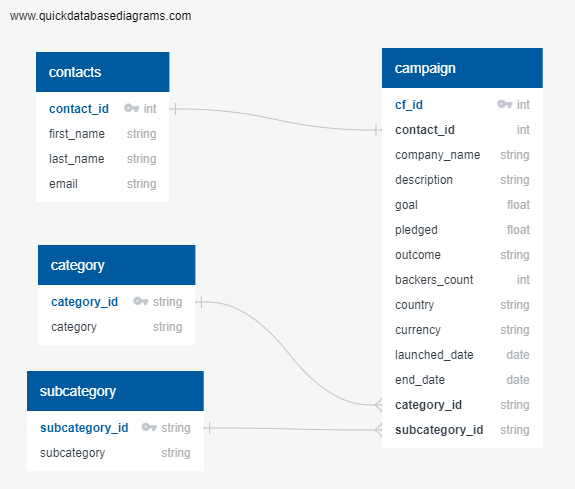 www.quickdatabasediagrams.com
contacts
contact_id int
first_name string
last_name string
email string
category
category_id string
category string
subcategory
subcategory_id string
subcategory string
campaign
cf_id int
contact_id int
company_name string
description string
goal float
pledged float
outcome string
backers_count int
country string
currency string
launched_date date
end_date date
category_id string
subcategory_id string